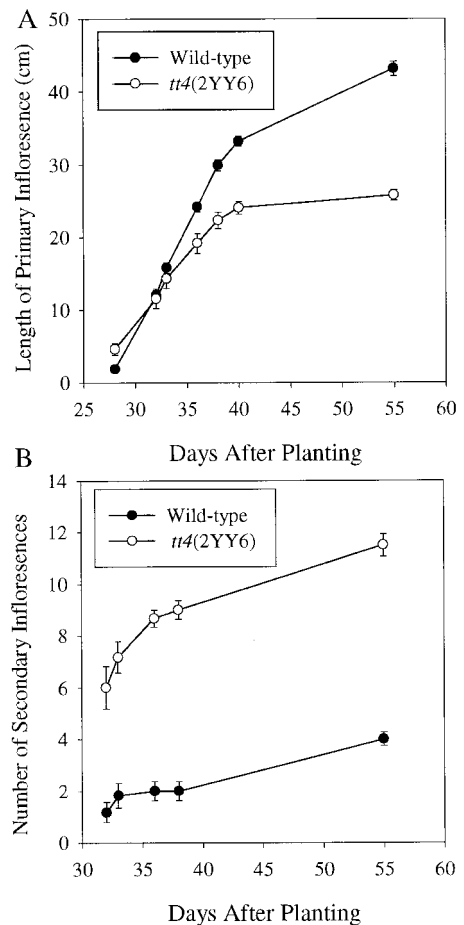 A
Length of Primary Infloresence (cm)
50
40
30
20
10
0
Wild-type
tt4(2YY6)
25 30 35 40 45 50 55 60
Days After Planting
B
Number of Secondary Infloresences
14
12
10
8
6
4
2
0
Wild-type
tt4(2YY6)
30 35 40 45 50 55 60
Days After Planting